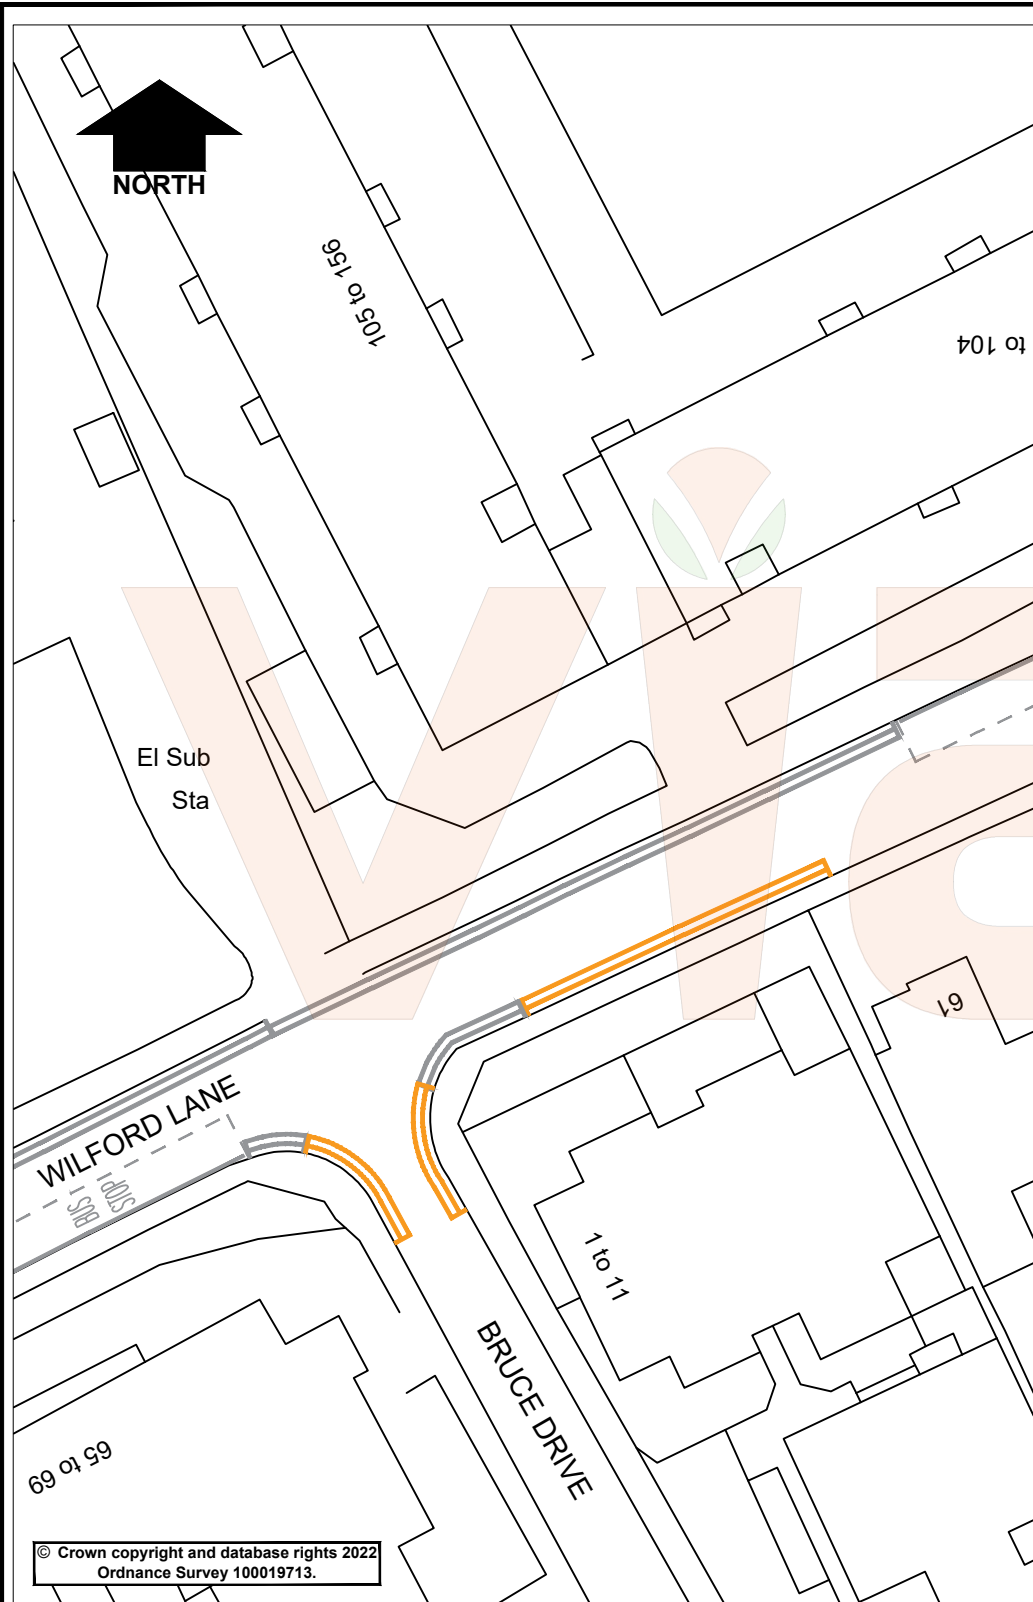 NORTH
105 to 156
to 104
El Sub
Sta
61
WILFORD LANE
BUS
STOP
1 to 11
BRUCE DRIVE
65 to 69
© Crown copyright and database rights 2022
Ordnance Survey 100019713.
via